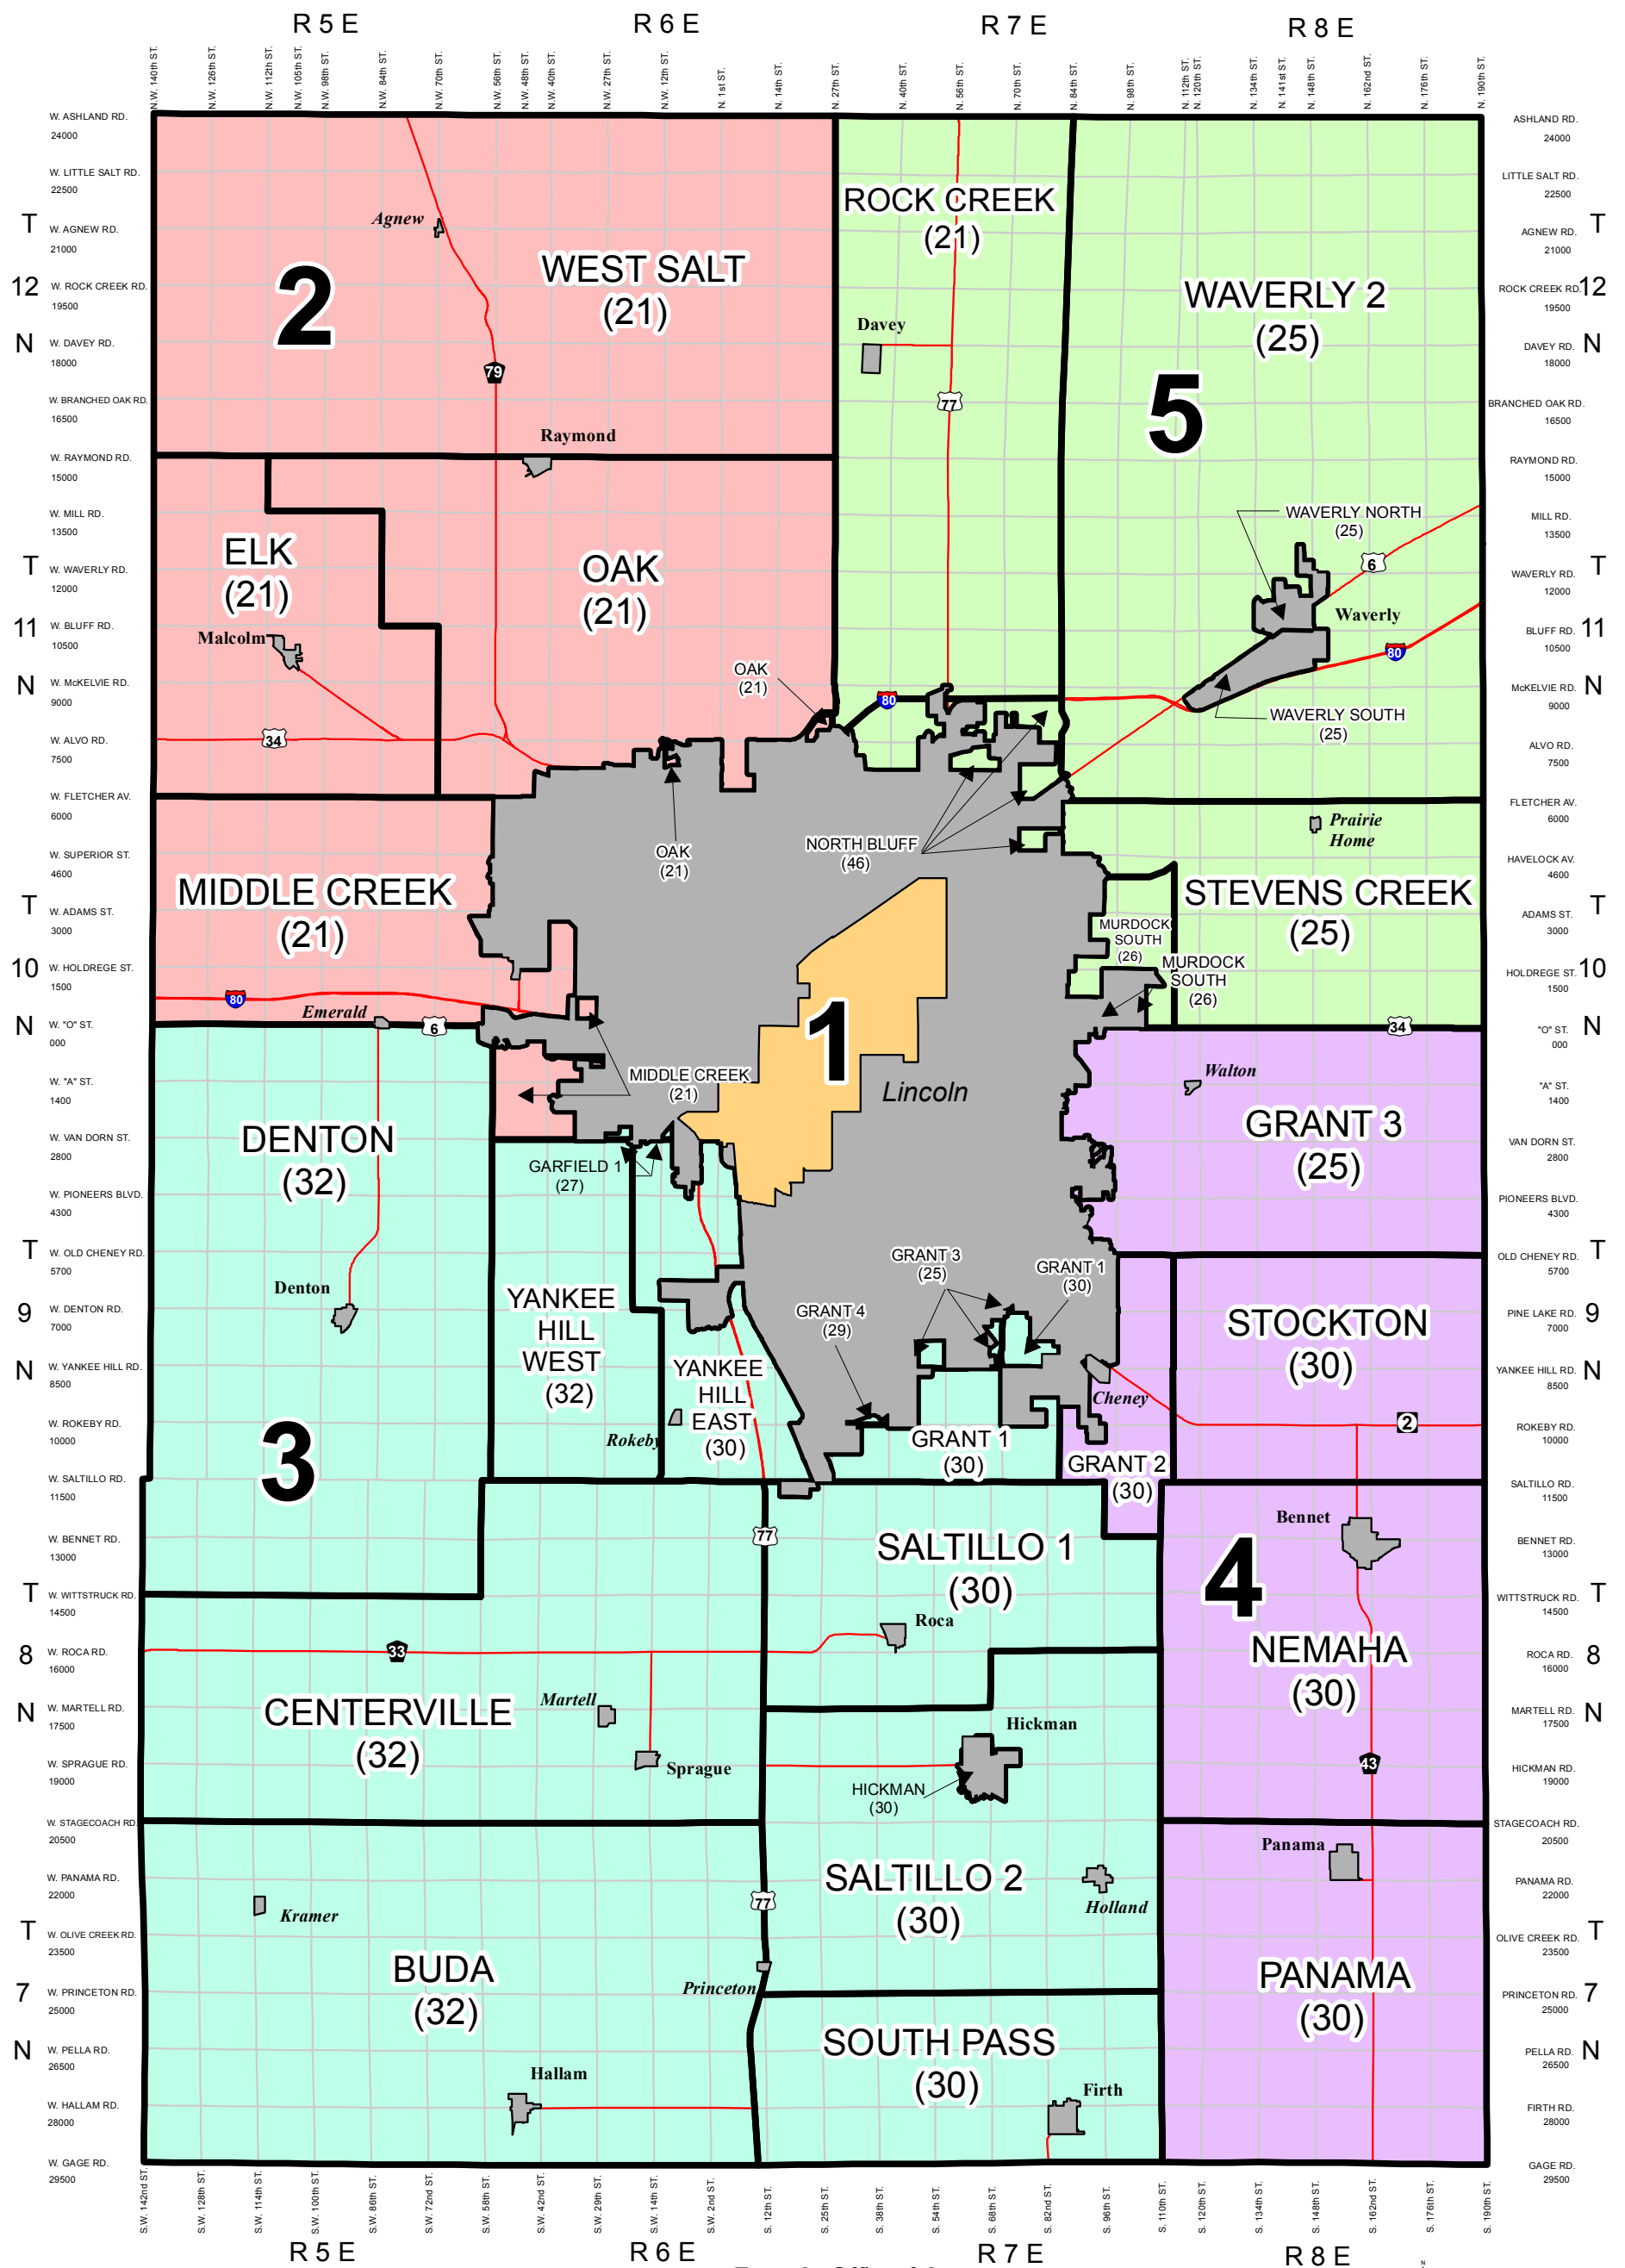 R 5 E
R 6 E
R 7 E
R 8 E
N.W. 140th ST.
N.W. 126th ST.
N.W. 112th ST.
N.W. 105th ST.
N.W. 98th ST.
N.W. 84th ST.
N.W. 70th ST.
N.W. 56th ST.
N.W. 48th ST.
N.W. 40th ST.
N.W. 27th ST.
N.W. 12th ST.
N. 1st ST.
N. 14th ST.
N. 27th ST.
N. 40th ST.
N. 56th ST.
N. 70th ST.
N. 84th ST.
N. 98th ST.
N. 112th ST.
N. 120th ST.
N. 134th ST.
N. 141st ST.
N. 148th ST.
N. 162nd ST.
N. 176th ST.
N. 190th ST.
W. ASHLAND RD.
24000
W. LITTLE SALT RD.
22500
T
W. AGNEW RD.
21000
12
W. ROCK CREEK RD.
19500
N
W. DAVEY RD.
18000
W. BRANCHED OAK RD.
16500
W. RAYMOND RD.
15000
W. MILL RD.
13500
T
W. WAVERLY RD.
12000
11
W. BLUFF RD.
10500
N
W. McKELVIE RD.
9000
W. ALVO RD.
7500
W. FLETCHER AV.
6000
W. SUPERIOR ST.
4600
T
W. ADAMS ST.
3000
10
W. HOLDREGE ST.
1500
N
W. "O" ST.
000
W. "A" ST.
1400
W. VAN DORN ST.
2800
W. PIONEERS BLVD.
4300
T
W. OLD CHENEY RD.
5700
9
W. DENTON RD.
7000
N
W. YANKEE HILL RD.
8500
W. ROKEBY RD.
10000
W. SALTILLO RD.
11500
W. BENNET RD.
13000
T
W. WITTSTRUCK RD.
14500
8
W. ROCA RD.
16000
N
W. MARTELL RD.
17500
W. SPRAGUE RD.
19000
W. STAGECOACH RD.
20500
W. PANAMA RD.
22000
T
W. OLIVE CREEK RD.
23500
7
W. PRINCETON RD.
25000
N
W. PELLA RD.
26500
W. HALLAM RD.
28000
W. GAGE RD.
29500
ASHLAND RD.
24000
LITTLE SALT RD.
22500
T
AGNEW RD.
21000
ROCK CREEK RD.
12
19500
DAVEY RD.
N
18000
BRANCHED OAK RD.
16500
RAYMOND RD.
15000
MILL RD.
13500
T
WAVERLY RD.
12000
BLUFF RD.
11
10500
McKELVIE RD.
N
9000
ALVO RD.
7500
FLETCHER AV.
6000
HAVELOCK AV.
4600
T
ADAMS ST.
3000
HOLDREGE ST.
10
1500
"O" ST.
N
000
"A" ST.
1400
VAN DORN ST.
2800
PIONEERS BLVD.
4300
OLD CHENEY RD.
T
5700
PINE LAKE RD.
9
7000
YANKEE HILL RD.
N
8500
ROKEBY RD.
10000
SALTILLO RD.
11500
BENNET RD.
13000
WITTSTRUCK RD.
T
14500
ROCA RD.
8
16000
MARTELL RD.
N
17500
HICKMAN RD.
19000
STAGECOACH RD.
20500
PANAMA RD.
22000
OLIVE CREEK RD.
T
23500
PRINCETON RD.
7
25000
PELLA RD.
N
26500
FIRTH RD.
28000
GAGE RD.
29500
Agnew
2
WEST SALT
(21)
79
Raymond
ROCK CREEK
(21)
Davey
77
WAVERLY 2
(25)
5
WAVERLY NORTH
(25)
6
Waverly
80
WAVERLY SOUTH
(25)
ELK
(21)
Malcolm
34
OAK
(21)
OAK
(21)
80
OAK
(21)
NORTH BLUFF
(46)
Prairie
Home
MIDDLE CREEK
(21)
80
Emerald
6
STEVENS CREEK
(25)
MURDOCK
SOUTH
(26)
MURDOCK
SOUTH
(26)
34
1
Lincoln
MIDDLE CREEK
(21)
GARFIELD 1
(27)
Walton
GRANT 3
(25)
DENTON
(32)
Denton
3
YANKEE
HILL
WEST
(32)
YANKEE
HILL
EAST
(30)
Rokeby
GRANT 3
(25)
GRANT 1
(30)
GRANT 4
(29)
GRANT 1
(30)
Cheney
GRANT 2
(30)
STOCKTON
(30)
2
77
SALTILLO 1
(30)
Roca
Bennet
4
NEMAHA
(30)
43
33
CENTERVILLE
(32)
Martell
Sprague
Hickman
HICKMAN
(30)
SALTILLO 2
(30)
Holland
77
Kramer
BUDA
(32)
Princeton
Hallam
SOUTH PASS
(30)
Firth
Panama
PANAMA
(30)
S.W. 142nd ST.
S.W. 128th ST.
S.W. 114th ST.
S.W. 100th ST.
S.W. 86th ST.
S.W. 72nd ST.
S.W. 58th ST.
S.W. 42nd ST.
S.W. 29th ST.
S.W. 14th ST.
S.W. 2nd ST.
S. 12th ST.
S. 25th ST.
S. 38th ST.
S. 54th ST.
S. 68th ST.
S. 82nd ST.
S. 96th ST.
S. 110th ST.
S. 120th ST.
S. 134th ST.
S. 148th ST.
S. 162nd ST.
S. 176th ST.
S. 190th ST.
R 5 E
R 6 E
R 7 E
R 8 E